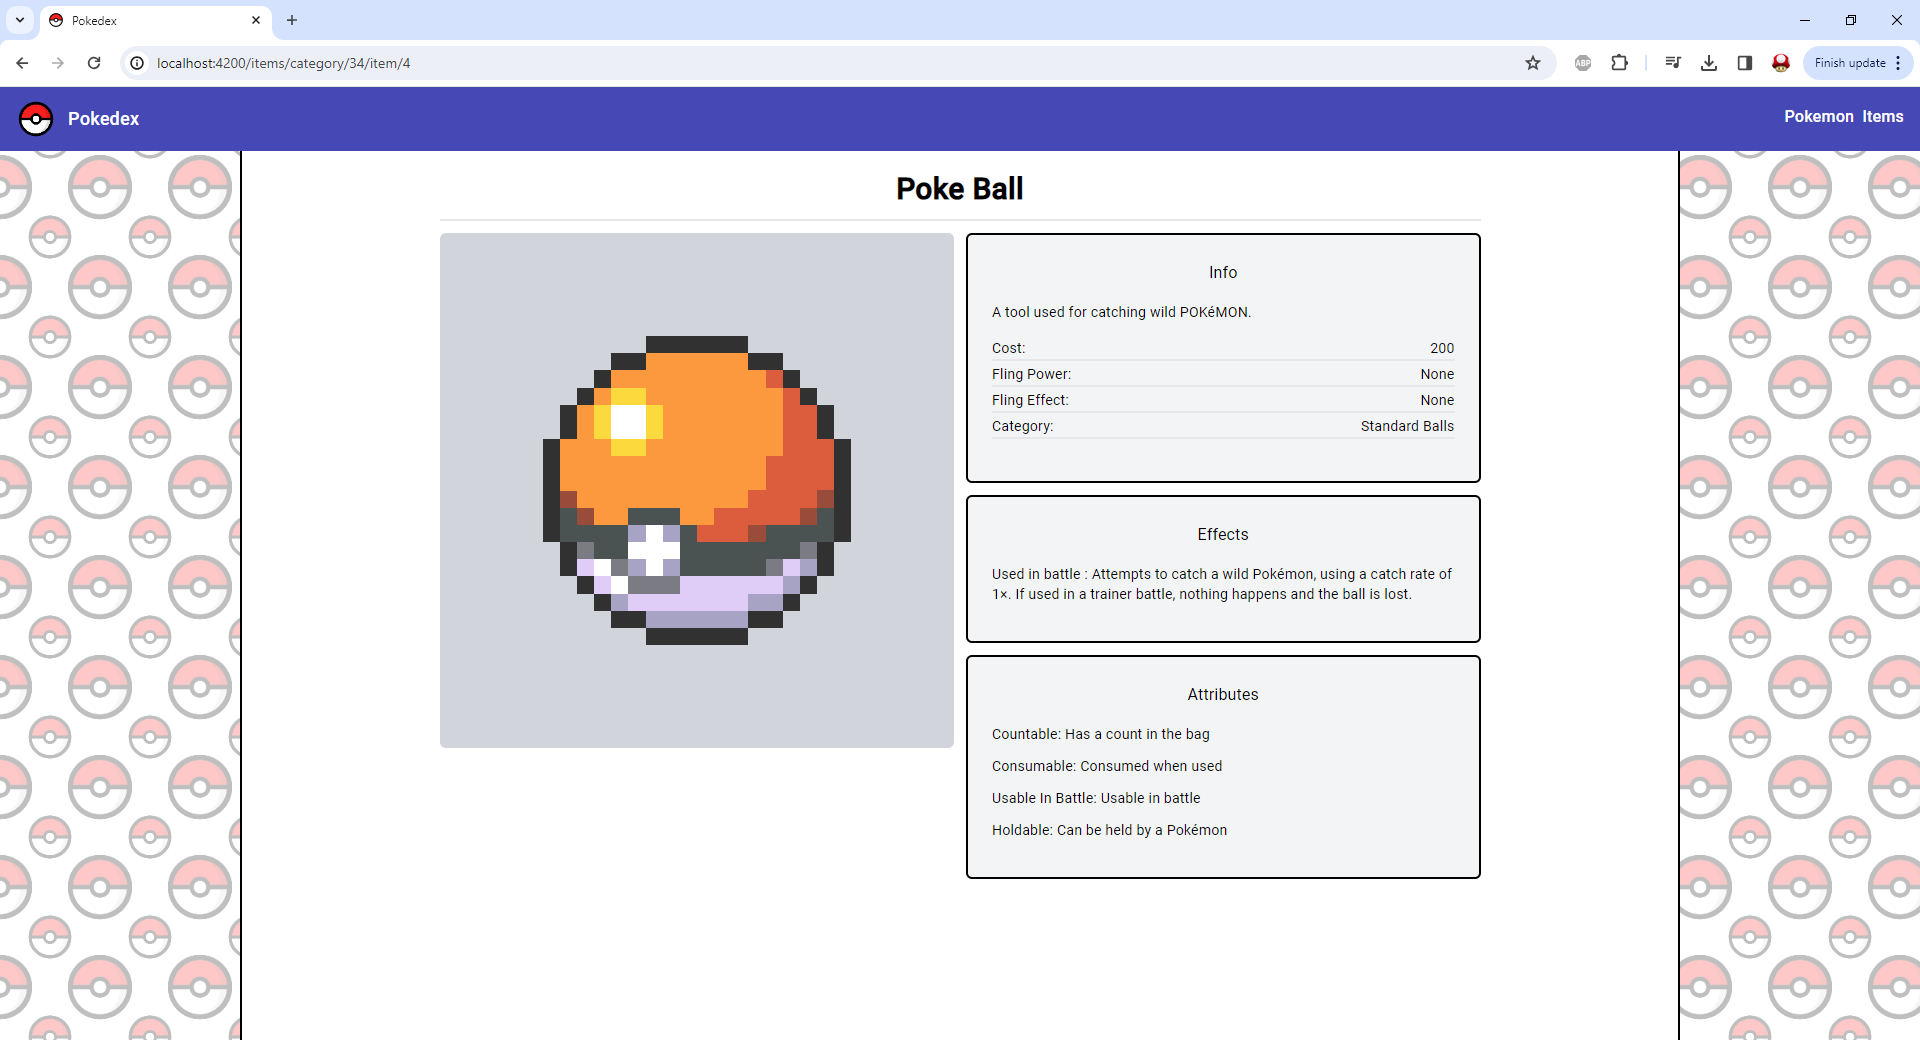 Pokedex
localhost:4200/items/category/34/item/4
ABP
Finish update
Pokedex
Pokemon Items
Poke Ball
Info
A tool used for catching wild POKéMON.
Cost: 200
Fling Power: None
Fling Effect: None
Category: Standard Balls
Effects
Used in battle : Attempts to catch a wild Pokémon, using a catch rate of
1×. If used in a trainer battle, nothing happens and the ball is lost.
Attributes
Countable: Has a count in the bag
Consumable: Consumed when used
Usable In Battle: Usable in battle
Holdable: Can be held by a Pokémon